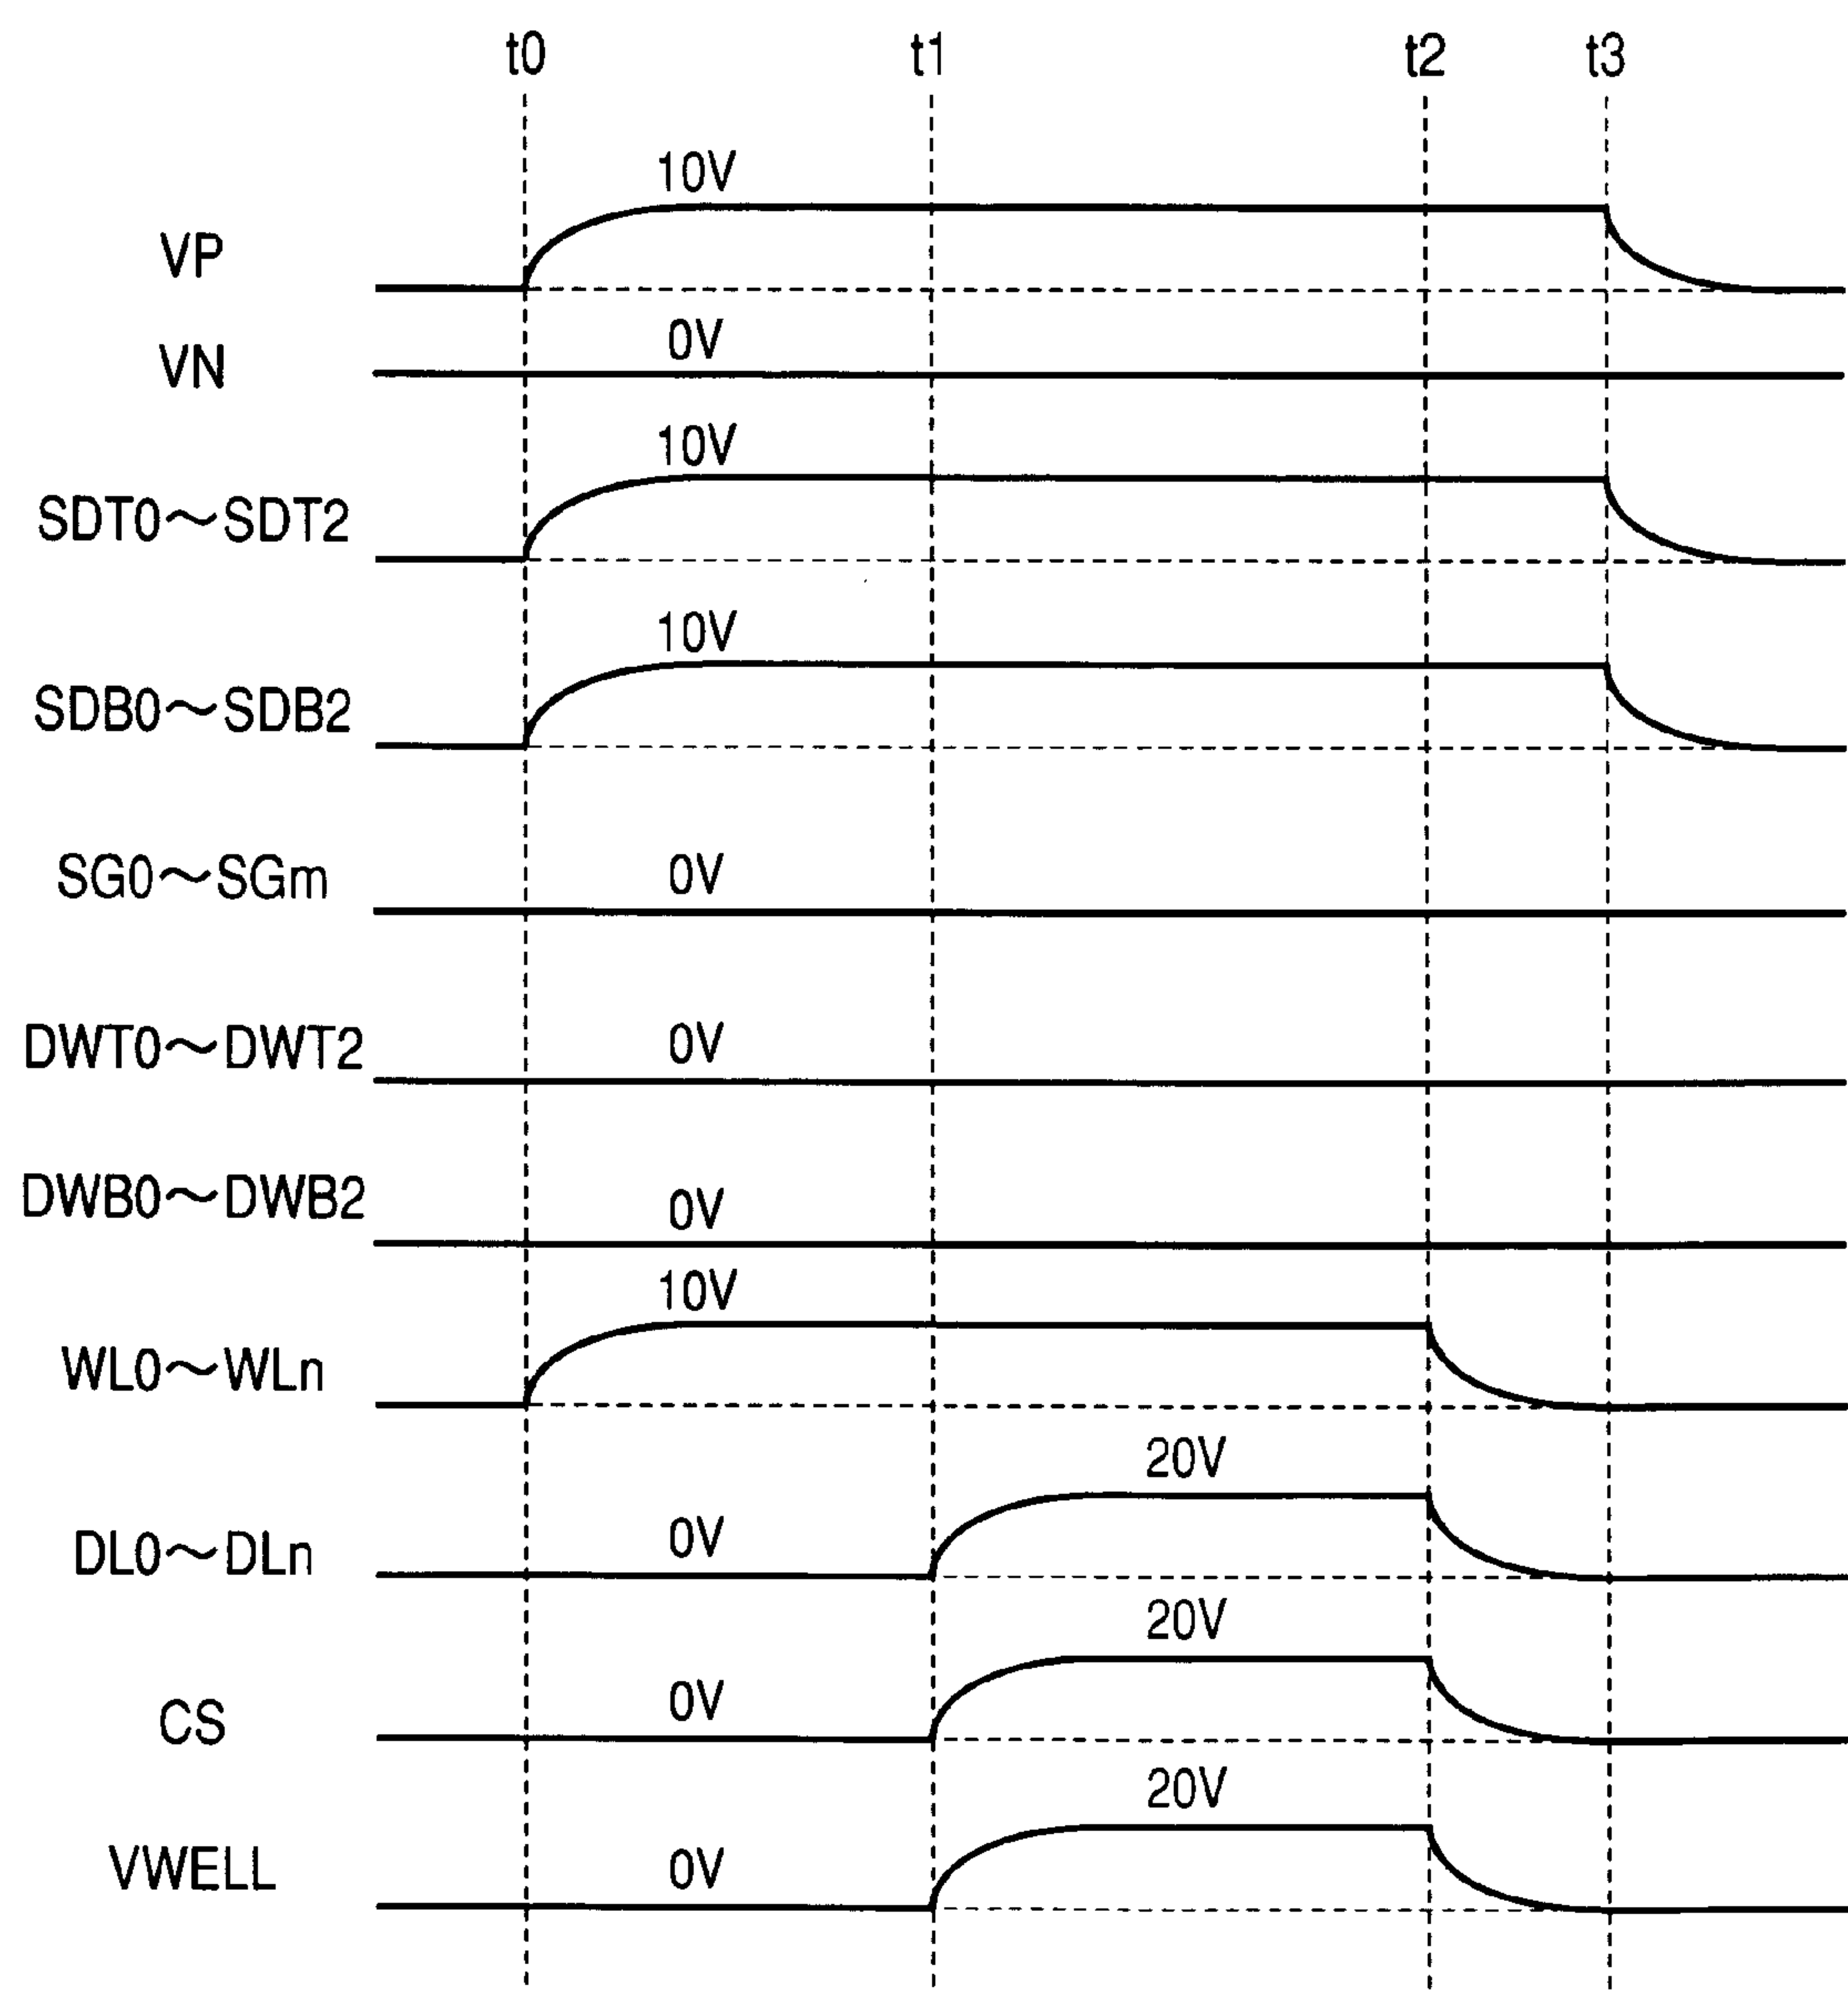 t0 t1 t2 t3
10V
VP
0V
VN
10V
SDT0～SDT2
10V
SDB0～SDB2
SG0～SGm 0V
DWT0～DWT2 0V
DWB0～DWB2 0V
10V
WL0～WLn
20V
DL0～DLn 0V
20V
CS 0V
20V
VWELL 0V